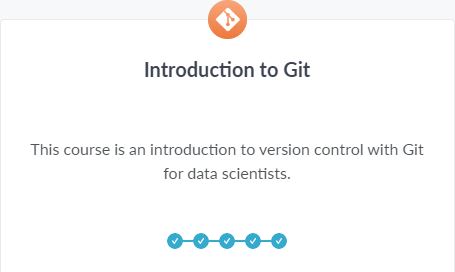 Introduction to Git
This course is an introduction to version control with Git
for data scientists.